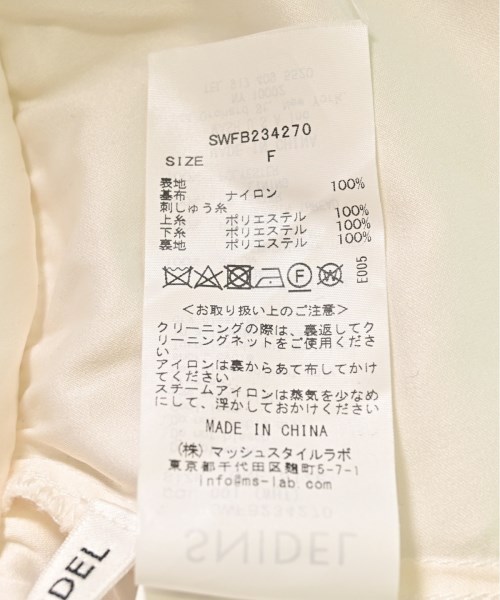 SWFB234270
SIZE F
表地
基布 ナイロン 100%
刺しゅう糸
上糸 ポリエステル 100%
下糸 ポリエステル 100%
裏地 ポリエステル 100%
F W E005
<お取り扱い上のご注意>
クリーニングの際は、裏返してク
リーニングネットをご使用くださ
い
アイロンは裏からあて布してかけ
てください
スチームアイロンは蒸気を少なめ
にして、浮かしておかけください
MADE IN CHINA
(株)マッシュスタイルラボ
東京都千代田区麹町5-7-1
info@ms-lab.com
SNIDEL
SWFB234270
DEL